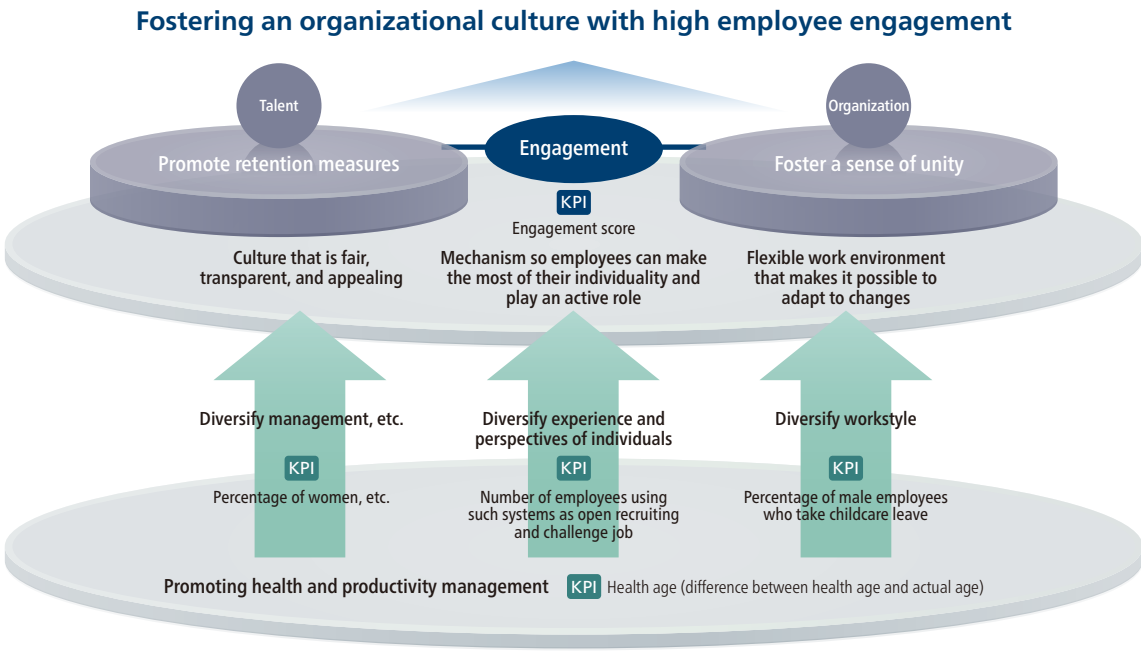 Fostering an organizational culture with high employee engagement
Talent
Organization
Promote retention measures
Engagement
Foster a sense of unity
KPI
Engagement score
Culture that is fair,
transparent, and appealing
Mechanism so employees can make
the most of their individuality and
play an active role
Flexible work environment
that makes it possible to
adapt to changes
Diversify management, etc.
KPI
Percentage of women, etc.
Diversify experience and
perspectives of individuals
KPI
Number of employees using
such systems as open recruiting
and challenge job
Diversify workstyle
KPI
Percentage of male employees
who take childcare leave
Promoting health and productivity management KPI Health age (difference between health age and actual age)